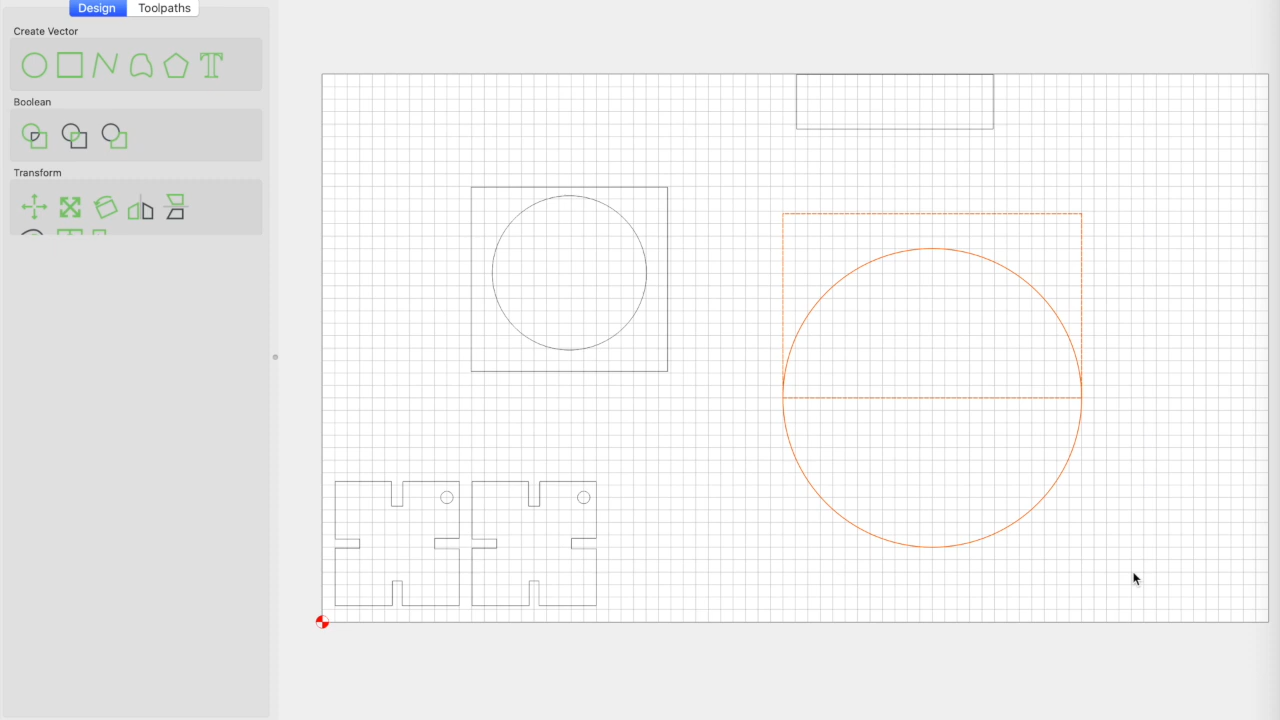 Design Toolpaths
Create Vector
T
Boolean
Transform